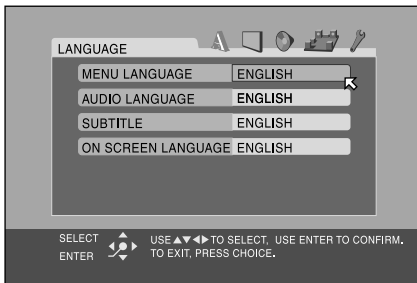 LANGUAGE
MENU LANGUAGE ENGLISH
AUDIO LANGUAGE ENGLISH
SUBTITLE ENGLISH
ON SCREEN LANGUAGE ENGLISH
SELECT USE ▲▼◀▶ TO SELECT, USE ENTER TO CONFIRM.
ENTER TO EXIT, PRESS CHOICE.